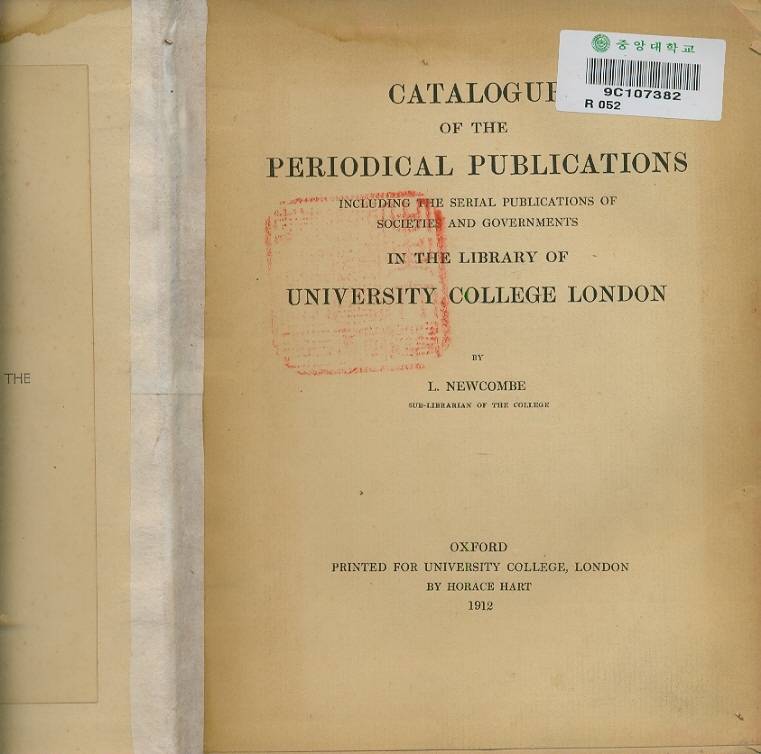 THE
중앙대학교
9C107382
R 052
CATALOGUE
OF THE
PERIODICAL PUBLICATIONS
INCLUDING THE SERIAL PUBLICATIONS OF
SOCIETIES AND GOVERNMENTS
IN THE LIBRARY OF
UNIVERSITY COLLEGE LONDON
BY
L. NEWCOMBE
SUB-LIBRARIAN OF THE COLLEGE
OXFORD
PRINTED FOR UNIVERSITY COLLEGE, LONDON
BY HORACE HART
1912